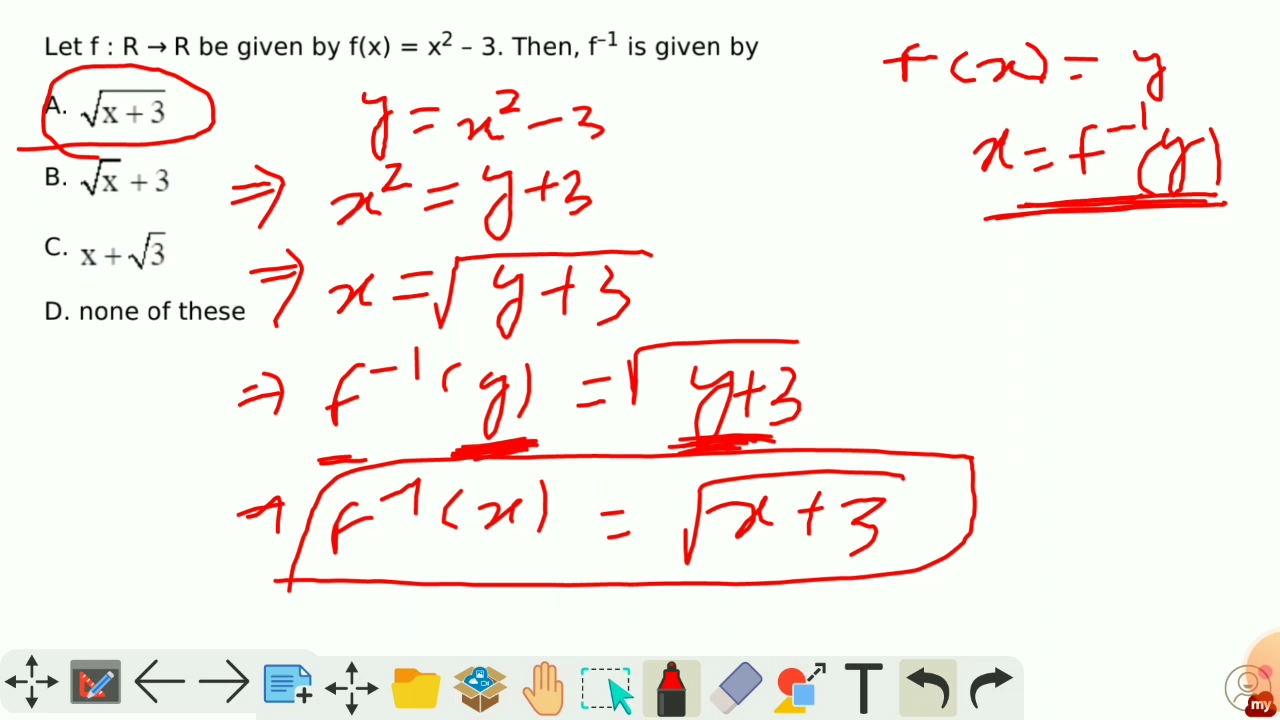 Let f : R → R be given by f(x) = x² – 3. Then, f⁻¹ is given by
A. √(x + 3)
B. √x + 3
C. x + √3
D. none of these
y = x² – 3
⇒ x² = y+3
⇒ x = √(y+3)
⇒ f⁻¹(y) = √(y+3)
→ f⁻¹(x) = √(x+3)
f(x) = y
x = f⁻¹(y)
T
my